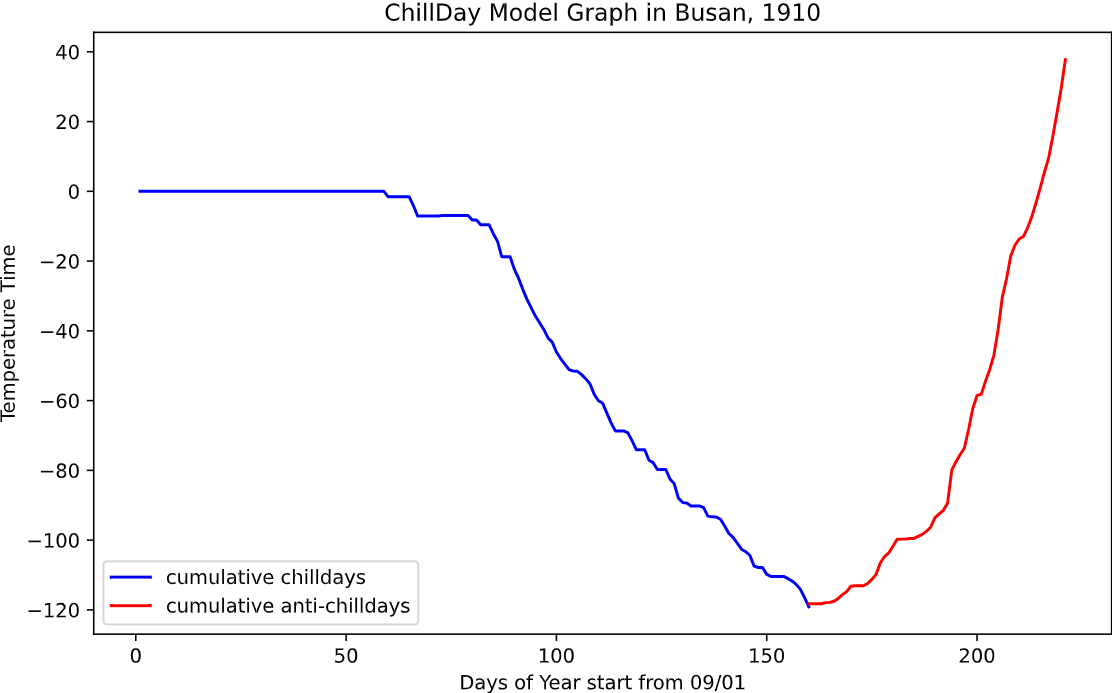 ChillDay Model Graph in Busan, 1910
Temperature Time
40
20
0
−20
−40
−60
−80
−100
−120
cumulative chilldays
cumulative anti-chilldays
0
50
100
150
200
Days of Year start from 09/01